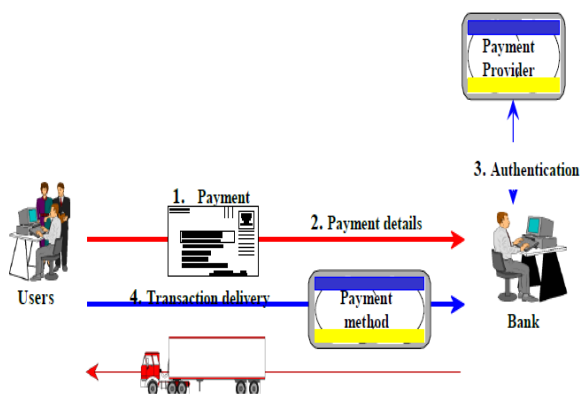 Payment
Provider
3. Authentication
1. Payment
2. Payment details
Users
4. Transaction delivery
Payment
method
Bank